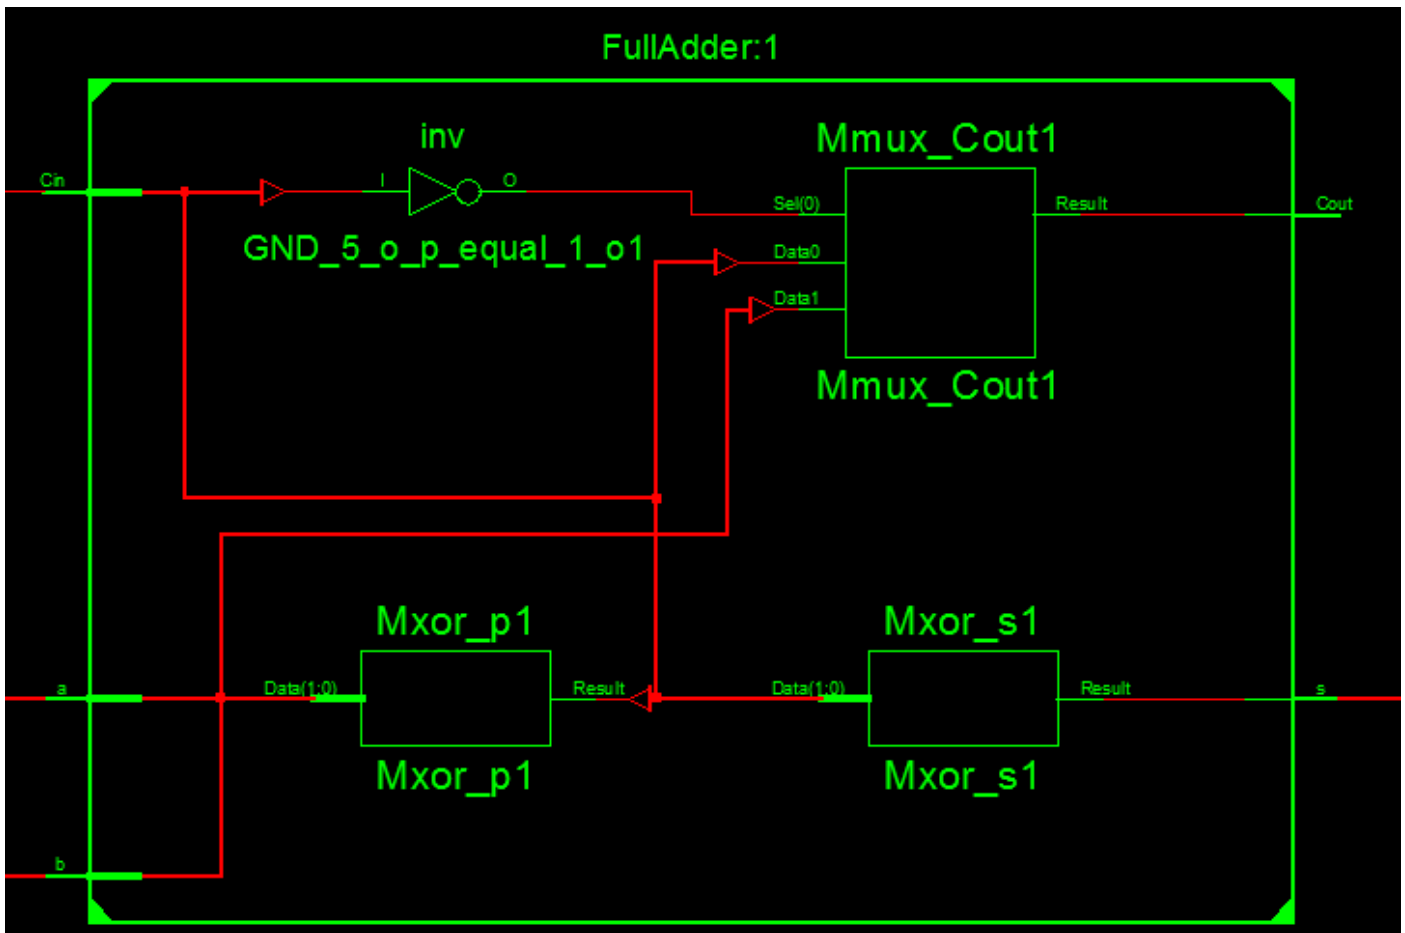 FullAdder:1
inv
Mmux_Cout1
Cin
I
O
Sel(0)
Result
Cout
GND_5_o_p_equal_1_o1
Data0
Data1
Mmux_Cout1
Mxor_p1
Mxor_s1
a
Data(1:0)
Result
Data(1:0)
Result
s
Mxor_p1
Mxor_s1
b